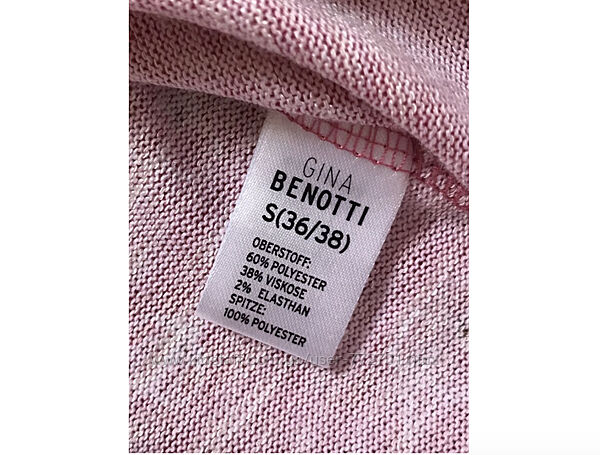 GINA
BENOTTI
S(36/38)
OBERSTOFF:
60% POLYESTER
38% VISKOSE
2% ELASTHAN
SPITZE:
100% POLYESTER